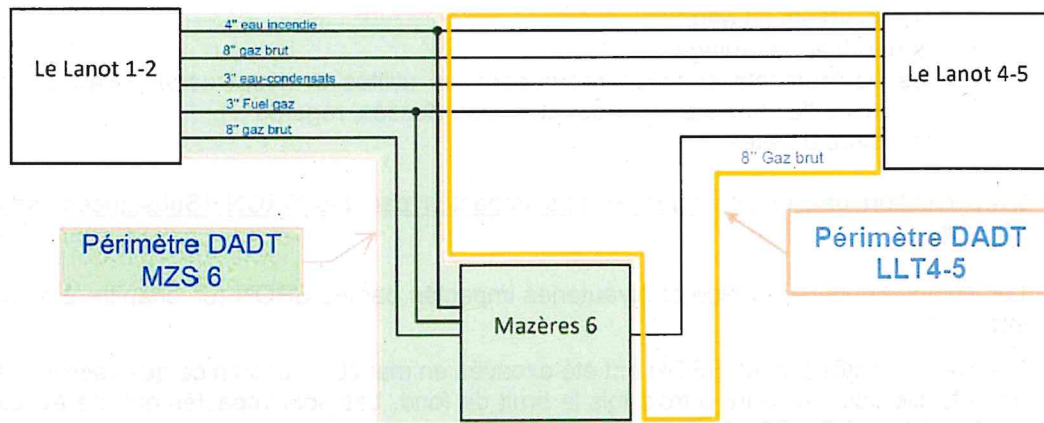 4" eau incendie
8" gaz brut
Le Lanot 1-2
3" eau-condensats
Le Lanot 4-5
3" Fuel gaz
8" gaz brut
8" Gaz brut
Périmètre DADT
MZS 6
Périmètre DADT
LLT4-5
Mazères 6